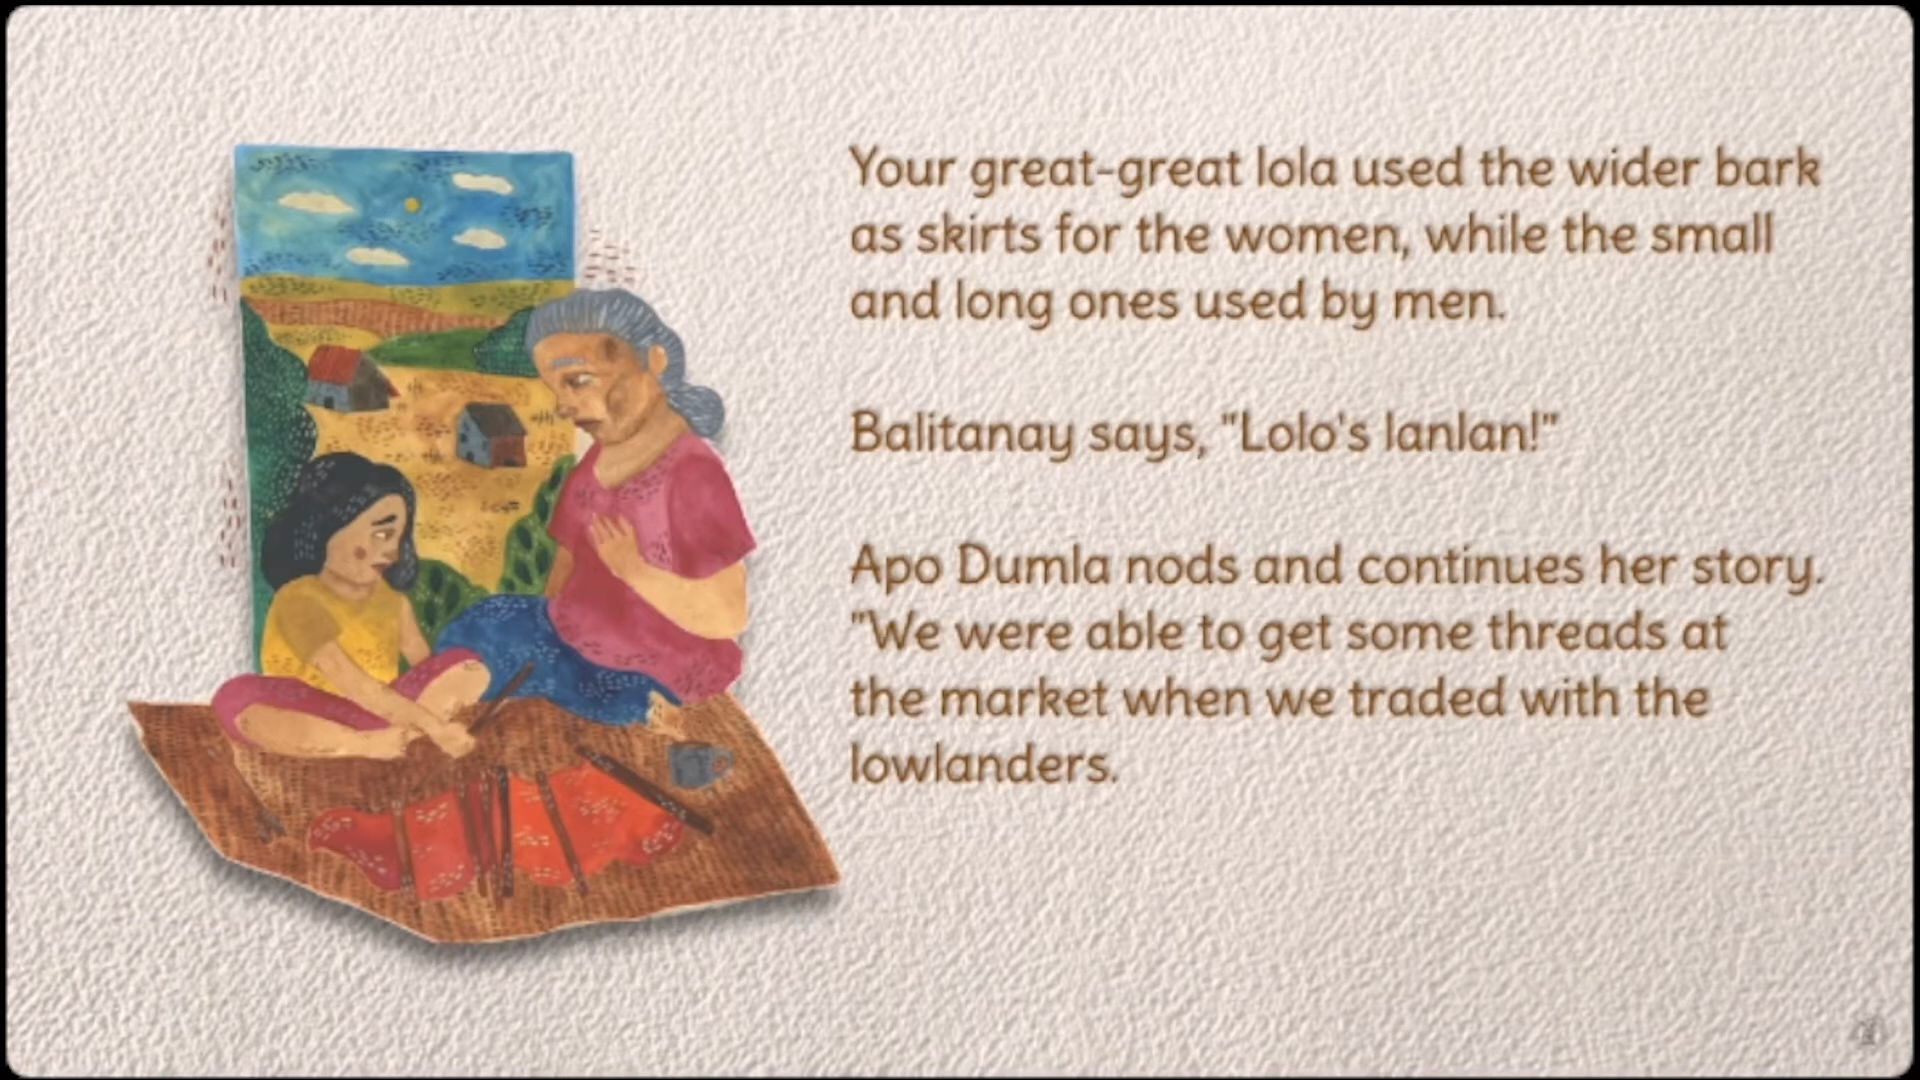 Your great-great lola used the wider bark
as skirts for the women, while the small
and long ones used by men.
Balitanay says, "Lolo's lanlan!"
Apo Dumla nods and continues her story.
"We were able to get some threads at
the market when we traded with the
lowlanders.